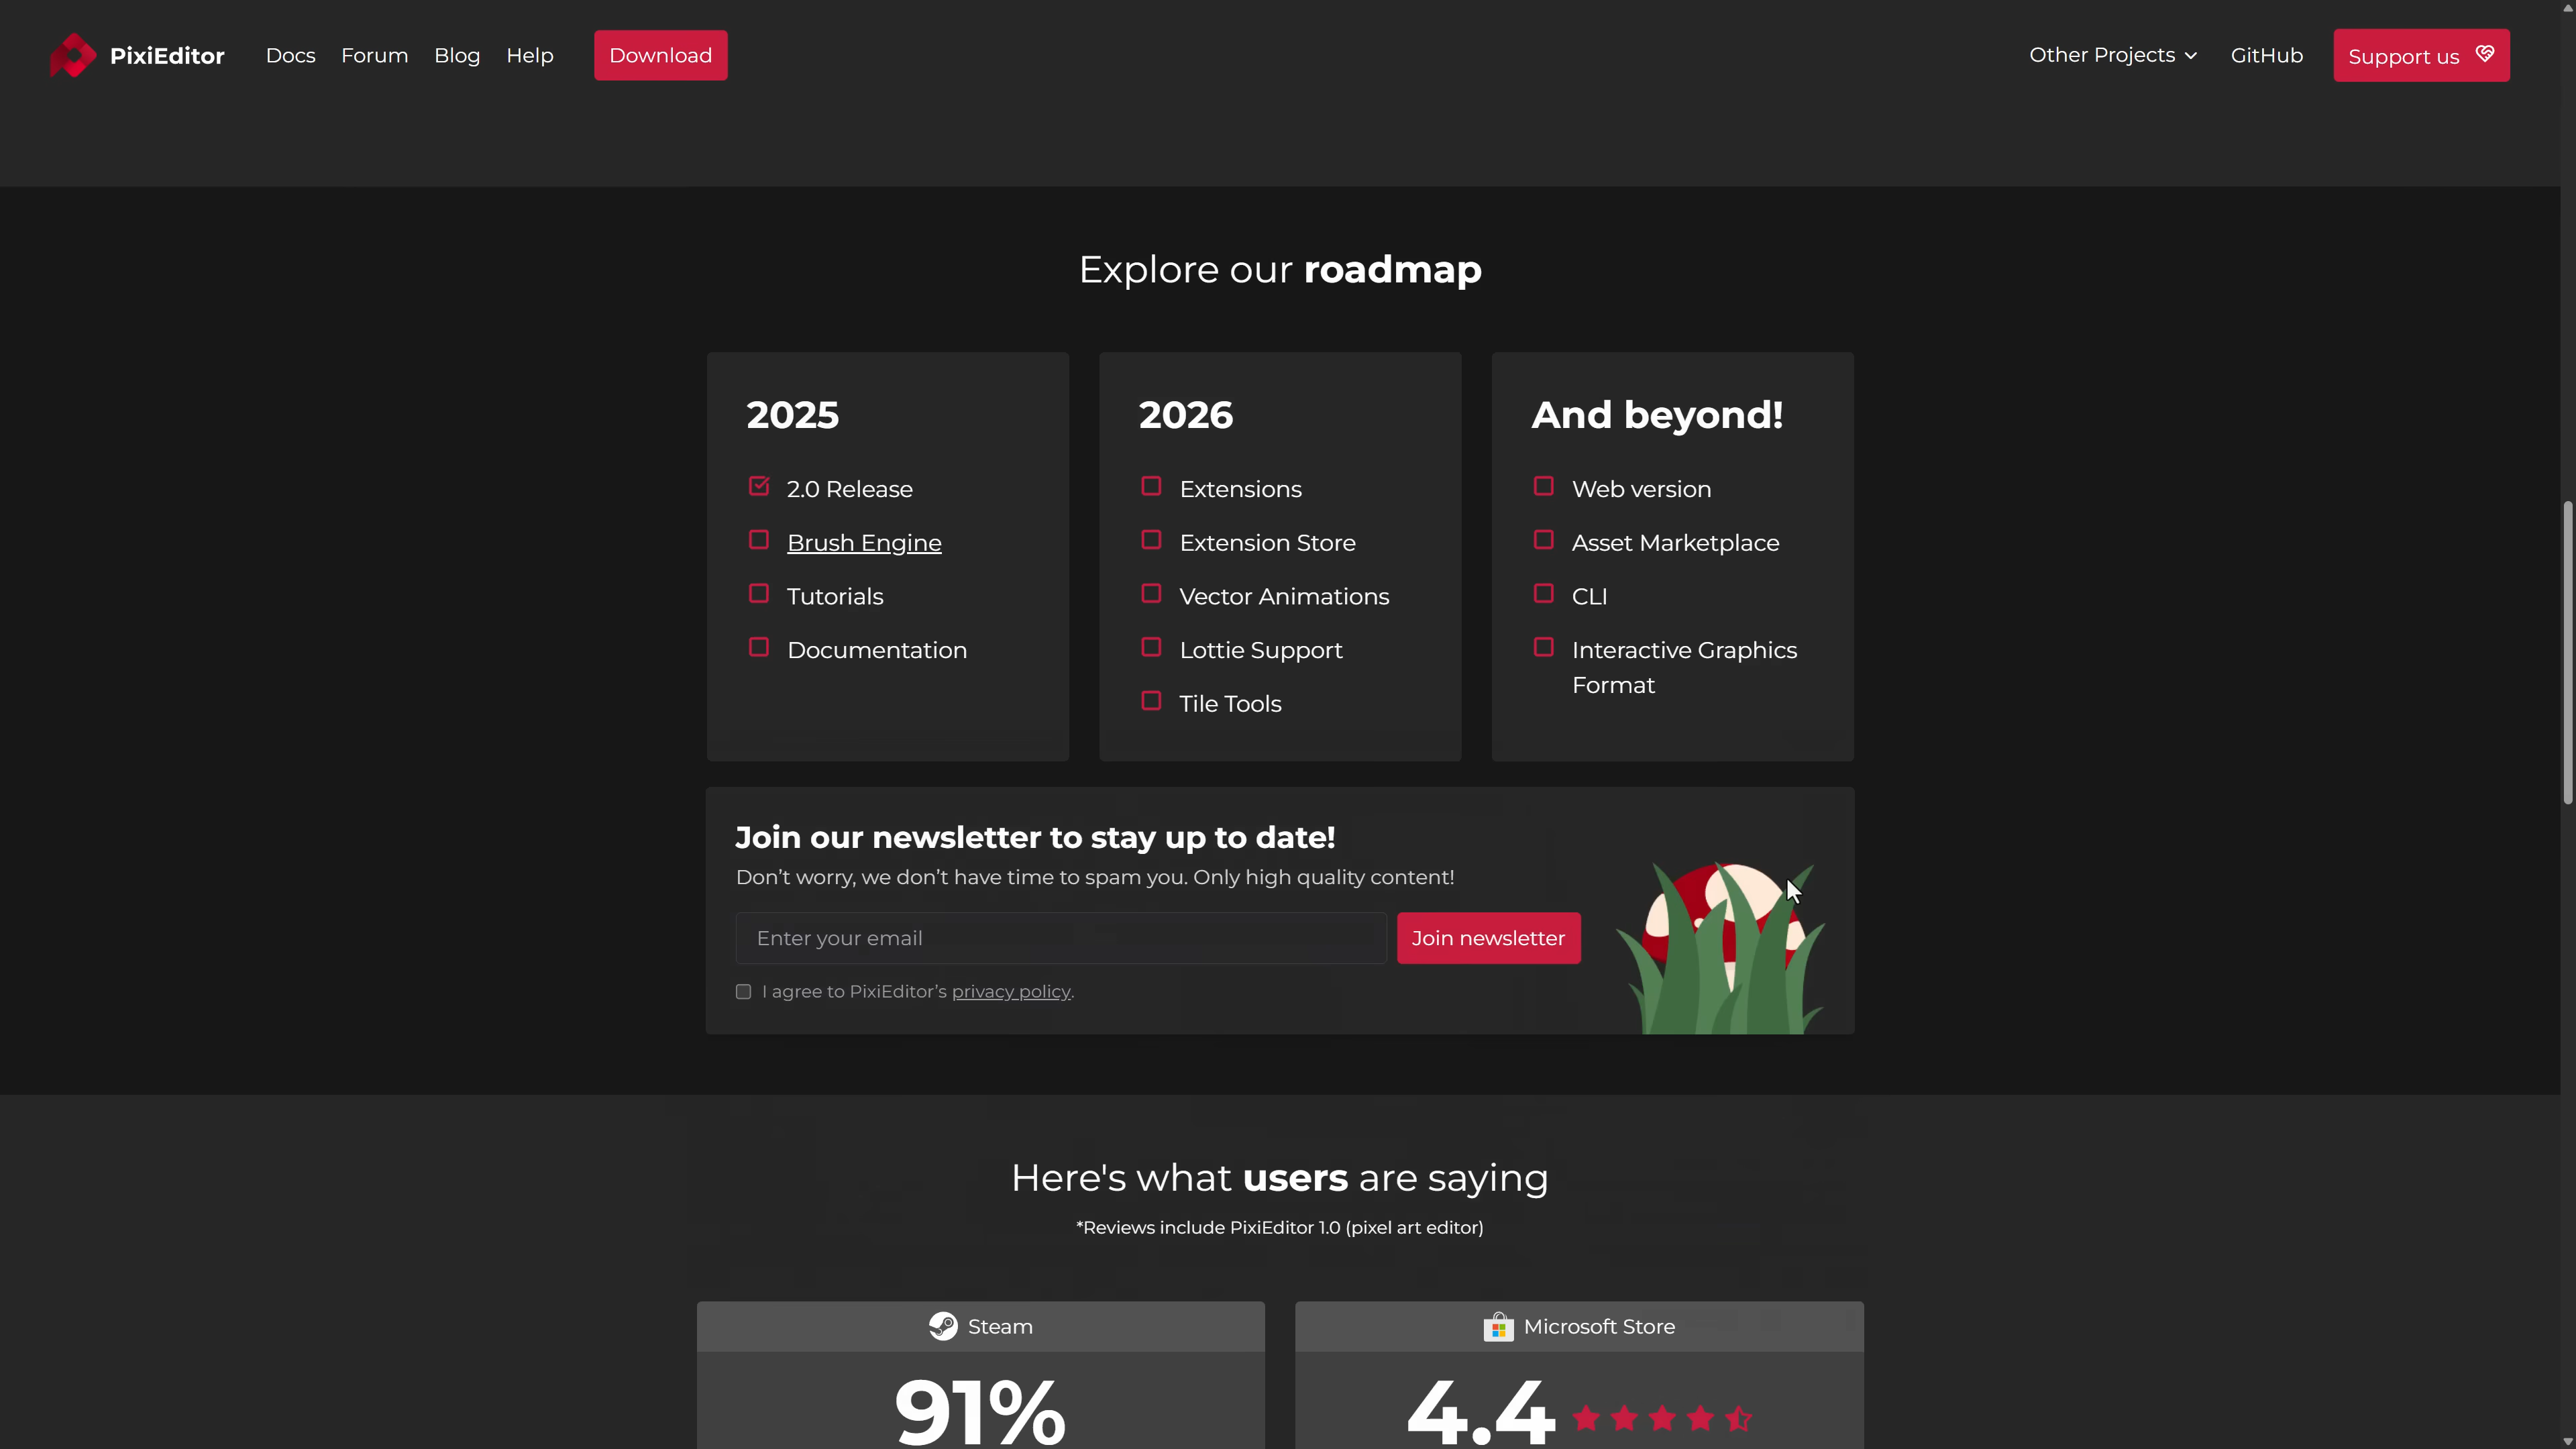 PixiEditor Docs Forum Blog Help Download Other Projects GitHub Support us
Explore our roadmap
2025
2.0 Release
Brush Engine
Tutorials
Documentation
2026
Extensions
Extension Store
Vector Animations
Lottie Support
Tile Tools
And beyond!
Web version
Asset Marketplace
CLI
Interactive Graphics
Format
Join our newsletter to stay up to date!
Don’t worry, we don’t have time to spam you. Only high quality content!
Enter your email Join newsletter
I agree to PixiEditor’s privacy policy.
Here's what users are saying
*Reviews include PixiEditor 1.0 (pixel art editor)
Steam
91%
Microsoft Store
4.4